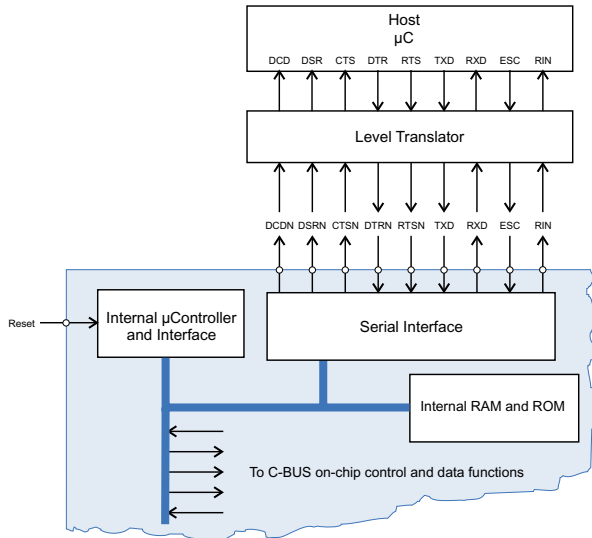 Host
µC
DCD DSR CTS DTR RTS TXD RXD ESC RIN
Level Translator
DCDN DSRN CTSN DTRN RTSN TXD RXD ESC RIN
Reset
Internal µController
and Interface
Serial Interface
Internal RAM and ROM
To C-BUS on-chip control and data functions